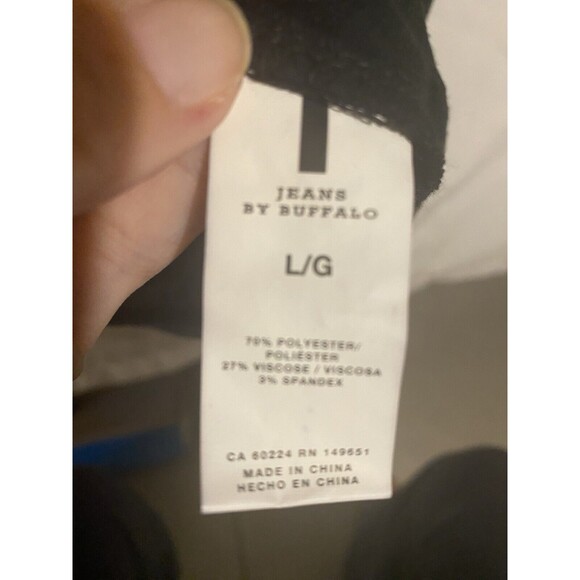 JEANS
BY BUFFALO
L/G
70% POLYESTER/
POLIÉSTER
27% VISCOSE / VISCOSA
3% SPANDEX
CA 60224 RN 149651
MADE IN CHINA
HECHO EN CHINA